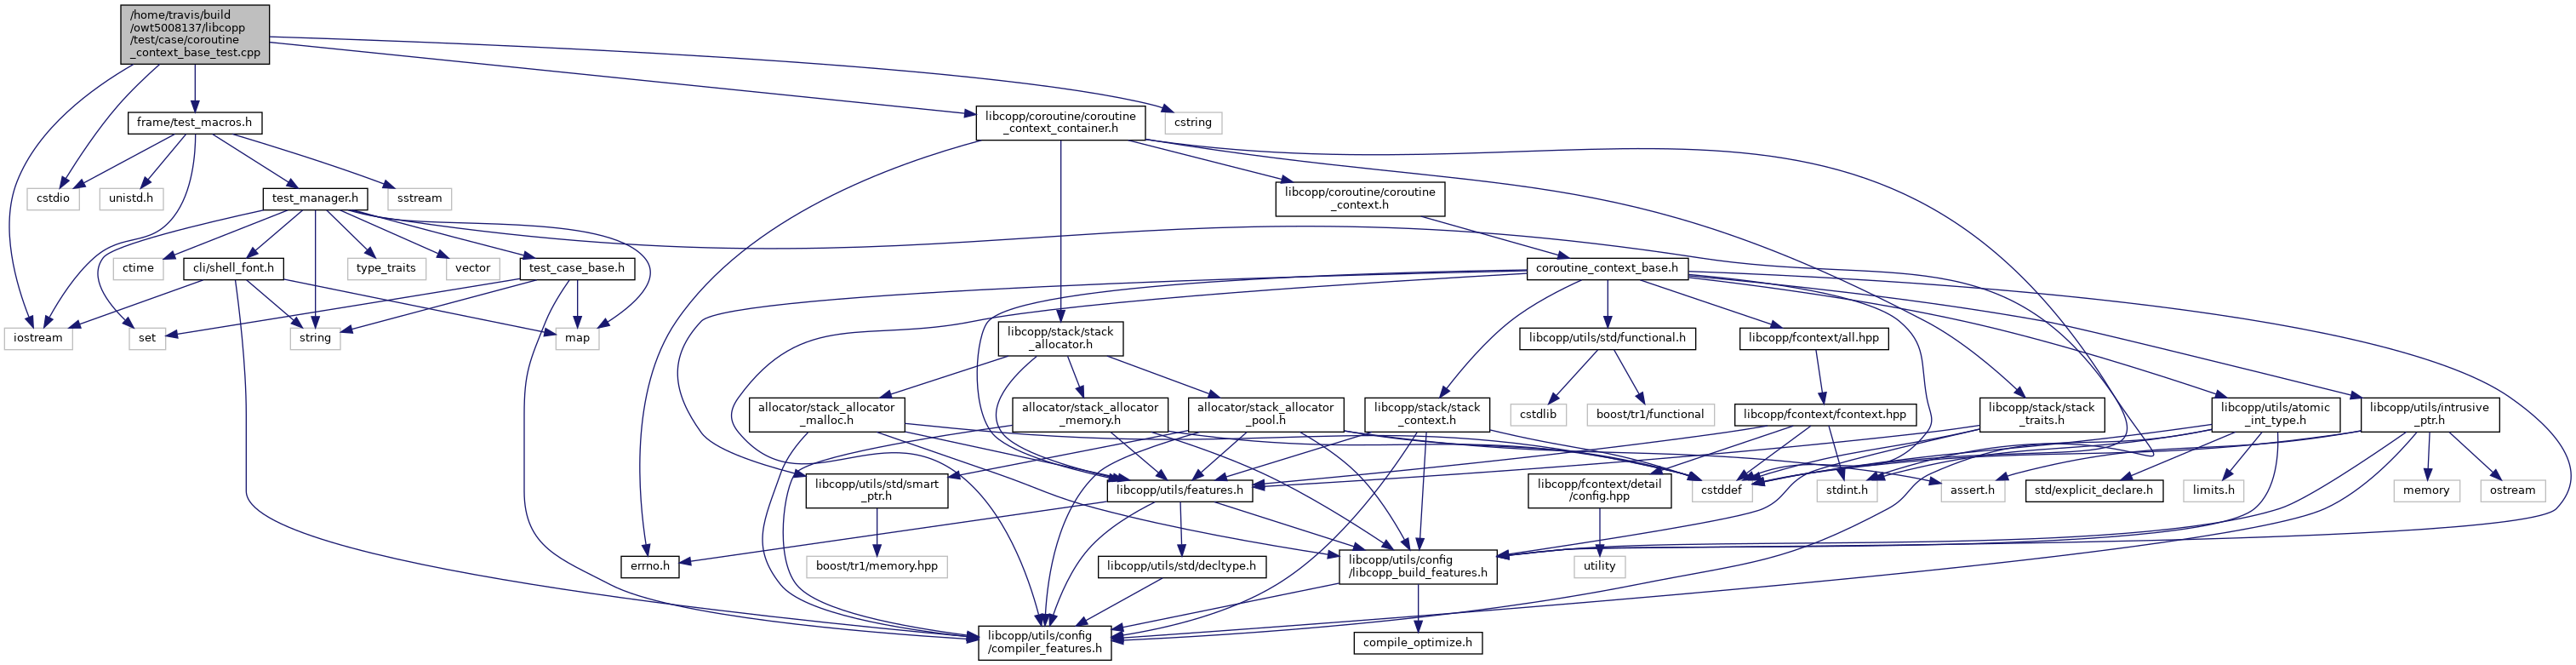 /home/travis/build
/owt5008137/libcopp
/test/case/coroutine
_context_base_test.cpp
frame/test_macros.h
libcopp/coroutine/coroutine
_context_container.h
cstring
cstdio
unistd.h
test_manager.h
sstream
libcopp/coroutine/coroutine
_context.h
ctime
cli/shell_font.h
type_traits
vector
test_case_base.h
coroutine_context_base.h
iostream
set
string
map
libcopp/stack/stack
_allocator.h
libcopp/utils/std/functional.h
libcopp/fcontext/all.hpp
allocator/stack_allocator
_malloc.h
allocator/stack_allocator
_memory.h
allocator/stack_allocator
_pool.h
libcopp/stack/stack
_context.h
cstdlib
boost/tr1/functional
libcopp/fcontext/fcontext.hpp
libcopp/stack/stack
_traits.h
libcopp/utils/atomic
_int_type.h
libcopp/utils/intrusive
_ptr.h
libcopp/utils/std/smart
_ptr.h
libcopp/utils/features.h
cstddef
libcopp/fcontext/detail
/config.hpp
stdint.h
assert.h
std/explicit_declare.h
limits.h
memory
ostream
errno.h
boost/tr1/memory.hpp
libcopp/utils/std/decltype.h
libcopp/utils/config
/libcopp_build_features.h
utility
libcopp/utils/config
/compiler_features.h
compile_optimize.h